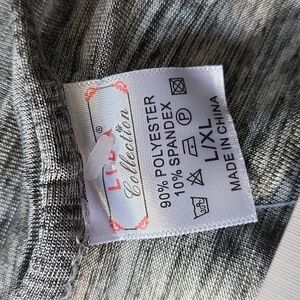 Collection
90% POLYESTER
10% SPANDEX
L/XL
MADE IN CHINA